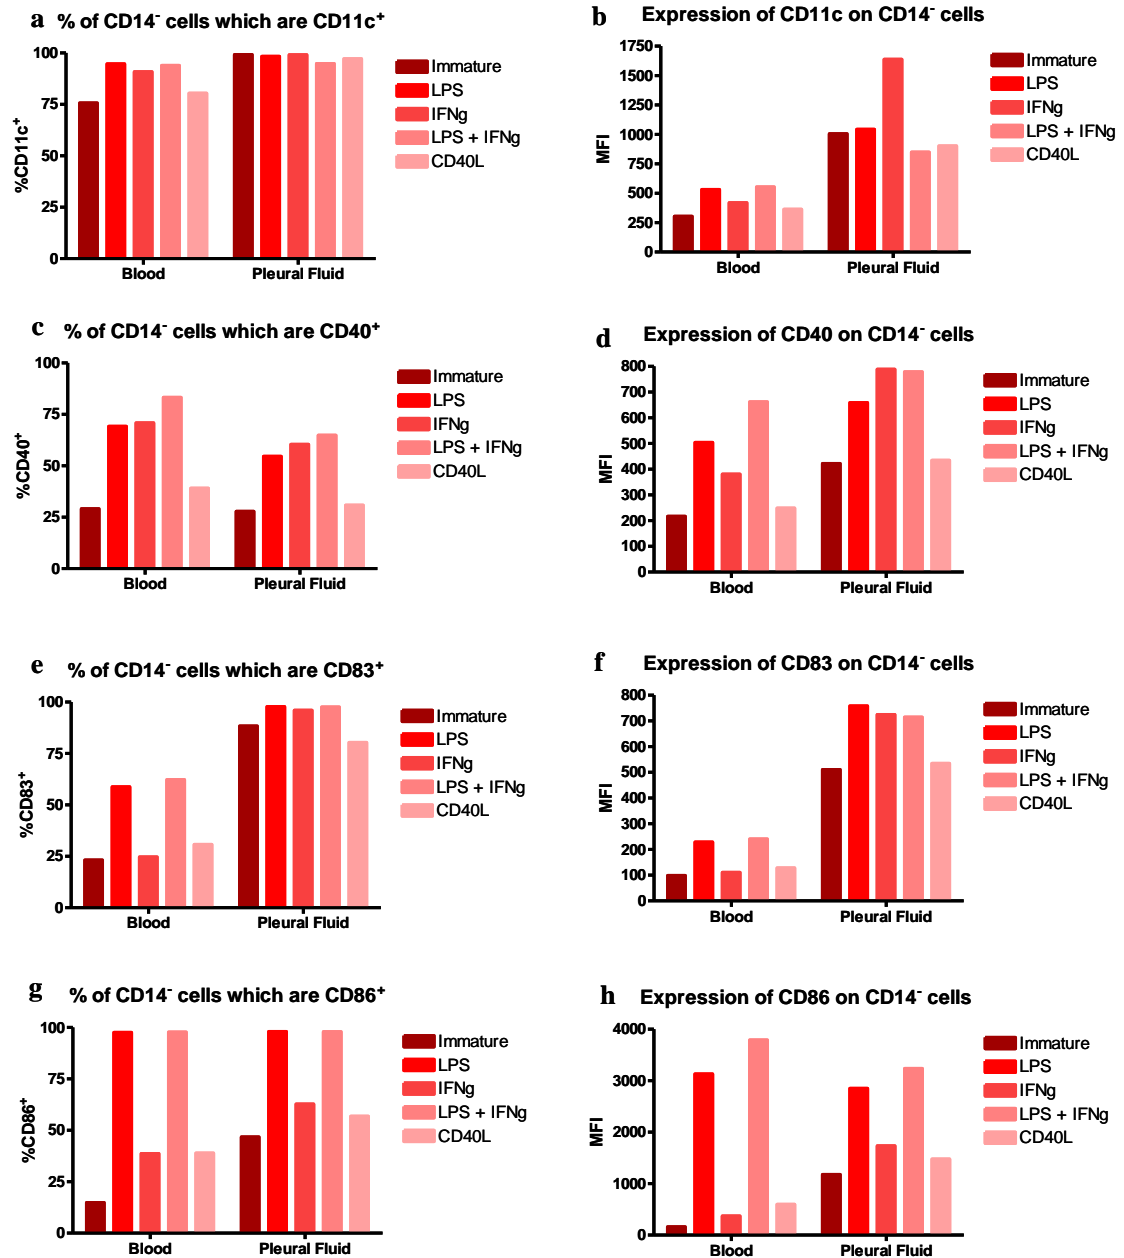 a % of CD14⁻ cells which are CD11c⁺
100
75
50
25
0
%CD11c⁺
Blood
Pleural Fluid
Immature
LPS
IFNg
LPS + IFNg
CD40L
b Expression of CD11c on CD14⁻ cells
1750
1500
1250
1000
750
500
250
0
MFI
Blood
Pleural Fluid
Immature
LPS
IFNg
LPS + IFNg
CD40L
c % of CD14⁻ cells which are CD40⁺
100
75
50
25
0
%CD40⁺
Blood
Pleural Fluid
Immature
LPS
IFNg
LPS + IFNg
CD40L
d Expression of CD40 on CD14⁻ cells
800
700
600
500
400
300
200
100
0
MFI
Blood
Pleural Fluid
Immature
LPS
IFNg
LPS + IFNg
CD40L
e % of CD14⁻ cells which are CD83⁺
100
75
50
25
0
%CD83⁺
Blood
Pleural Fluid
Immature
LPS
IFNg
LPS + IFNg
CD40L
f Expression of CD83 on CD14⁻ cells
800
700
600
500
400
300
200
100
0
MFI
Blood
Pleural Fluid
Immature
LPS
IFNg
LPS + IFNg
CD40L
g % of CD14⁻ cells which are CD86⁺
100
75
50
25
0
%CD86⁺
Blood
Pleural Fluid
Immature
LPS
IFNg
LPS + IFNg
CD40L
h Expression of CD86 on CD14⁻ cells
4000
3000
2000
1000
0
MFI
Blood
Pleural Fluid
Immature
LPS
IFNg
LPS + IFNg
CD40L